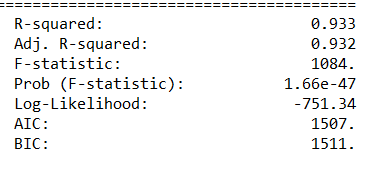 R-squared: 0.933
Adj. R-squared: 0.932
F-statistic: 1084.
Prob (F-statistic): 1.66e-47
Log-Likelihood: -751.34
AIC: 1507.
BIC: 1511.